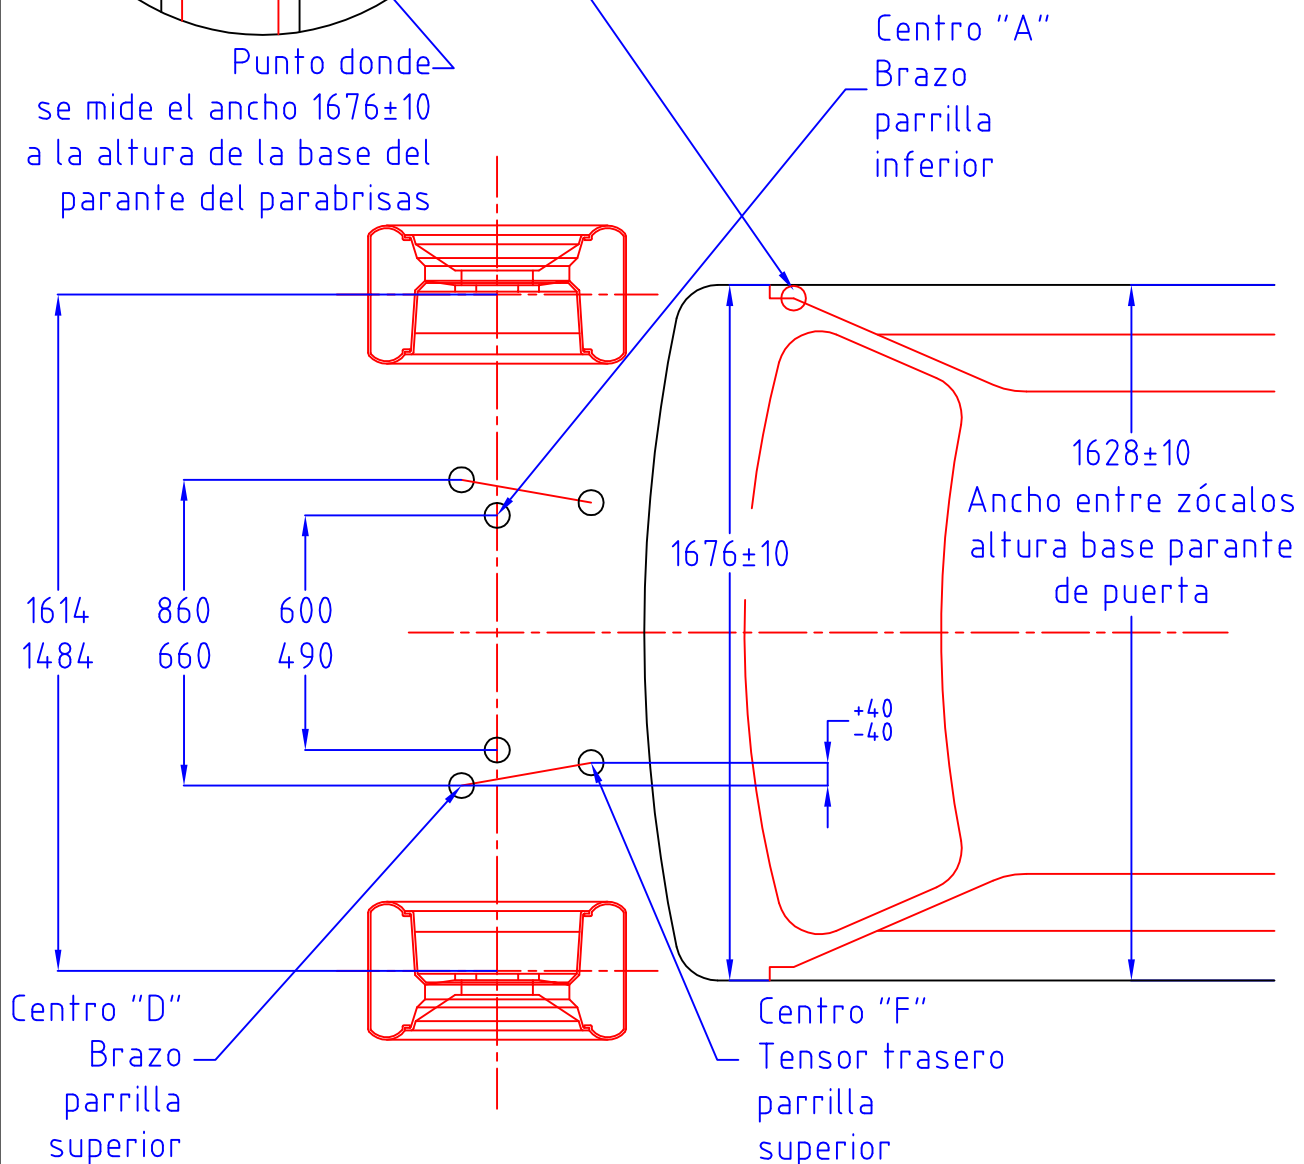 Punto donde
se mide el ancho 1676±10
a la altura de la base del
parante del parabrisas
Centro "A"
Brazo
parrilla
inferior
1628±10
Ancho entre zócalos
altura base parante
de puerta
1676±10
1614
1484
860
660
600
490
+40
-40
Centro "D"
Brazo
parrilla
superior
Centro "F"
Tensor trasero
parrilla
superior